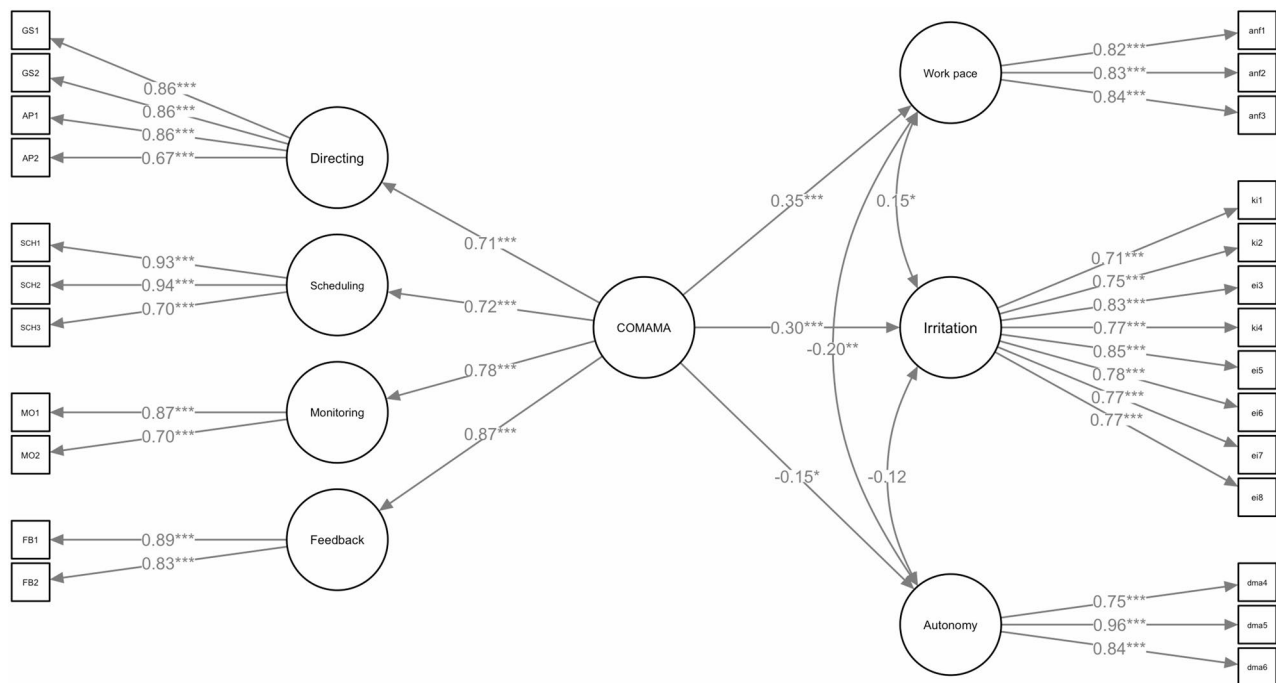 GS1
GS2
AP1
AP2
0.86***
0.86***
0.86***
0.67***
Directing
SCH1
SCH2
SCH3
0.93***
0.94***
0.70***
Scheduling
MO1
MO2
0.87***
0.70***
Monitoring
FB1
FB2
0.89***
0.83***
Feedback
0.71***
0.72***
0.78***
0.87***
COMAMA
0.35***
0.30***
-0.15*
0.15*
-0.20**
-0.12
Work pace
0.82***
0.83***
0.84***
anf1
anf2
anf3
Irritation
0.71***
0.75***
0.83***
0.77***
0.85***
0.78***
0.77***
0.77***
ki1
ki2
ei3
ki4
ei5
ei6
ei7
ei8
Autonomy
0.75***
0.96***
0.84***
dma4
dma5
dma6